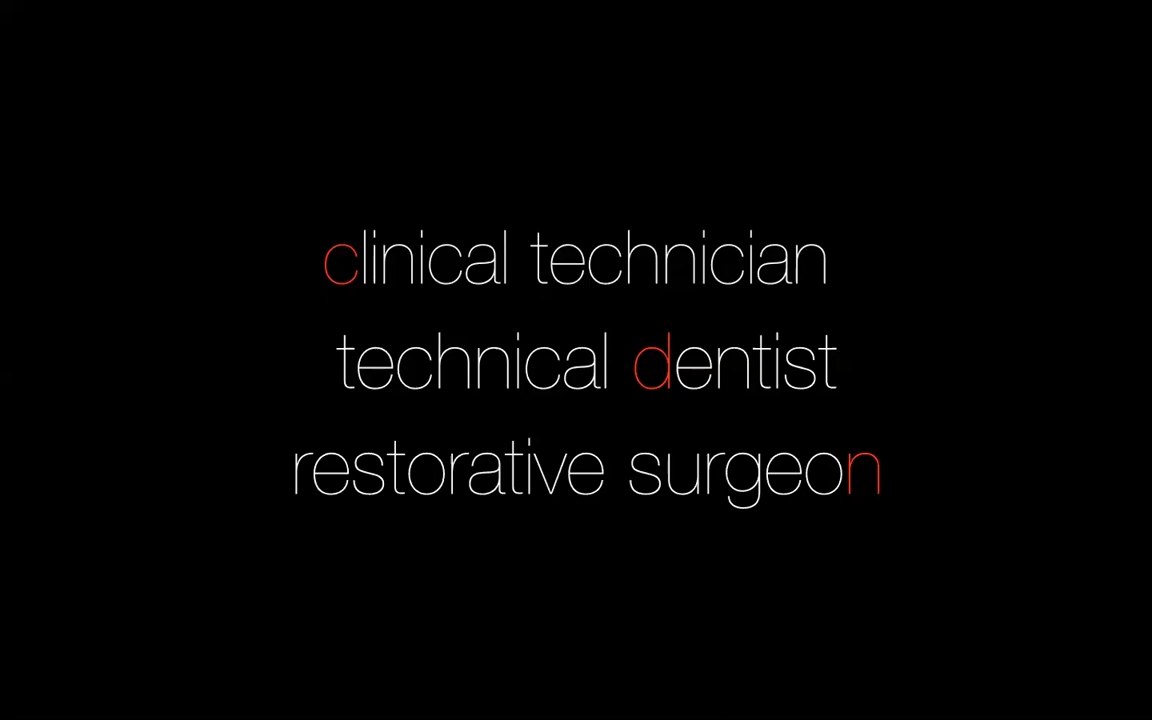 clinical technician
technical dentist
restorative surgeon